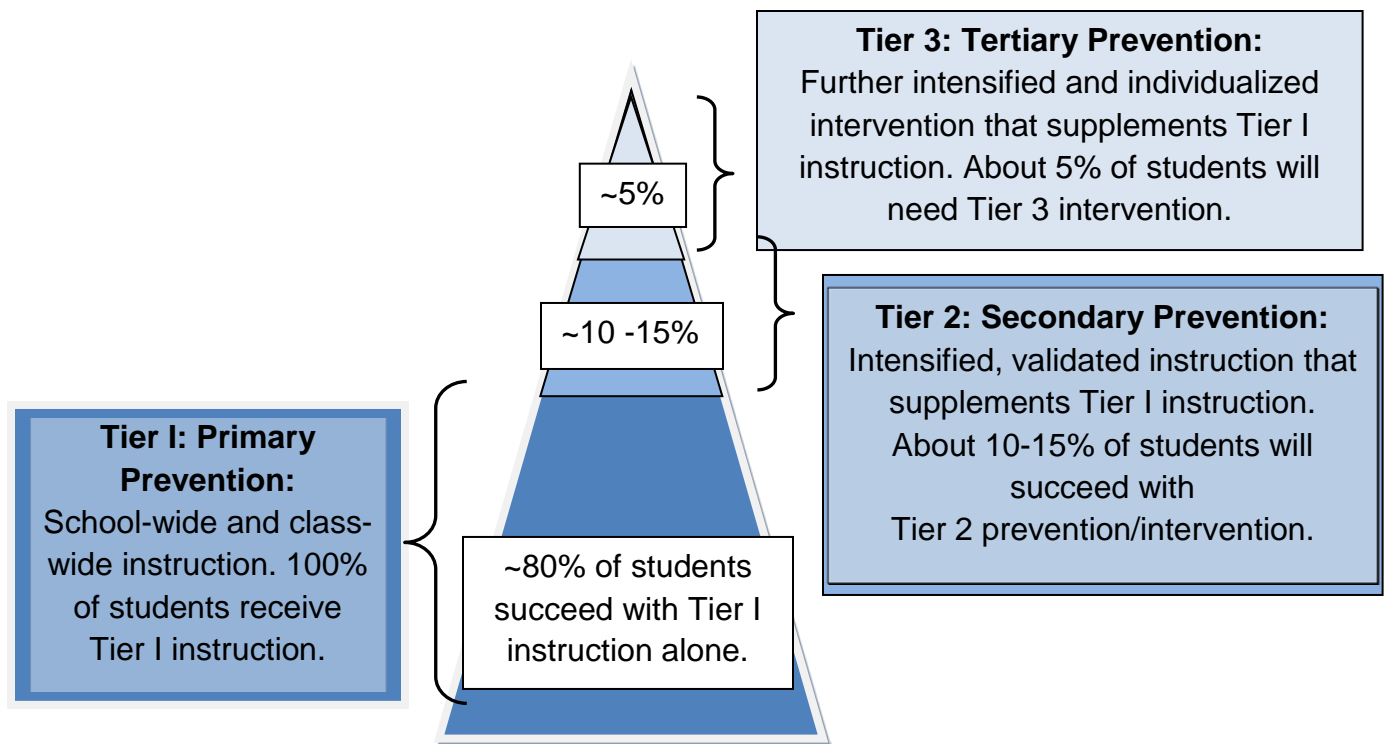 Tier 3: Tertiary Prevention:
Further intensified and individualized
intervention that supplements Tier I
instruction. About 5% of students will
need Tier 3 intervention.
~5%
~10 -15%
Tier 2: Secondary Prevention:
Intensified, validated instruction that
supplements Tier I instruction.
About 10-15% of students will
succeed with
Tier 2 prevention/intervention.
Tier I: Primary
Prevention:
School-wide and class-
wide instruction. 100%
of students receive
Tier I instruction.
~80% of students
succeed with Tier I
instruction alone.